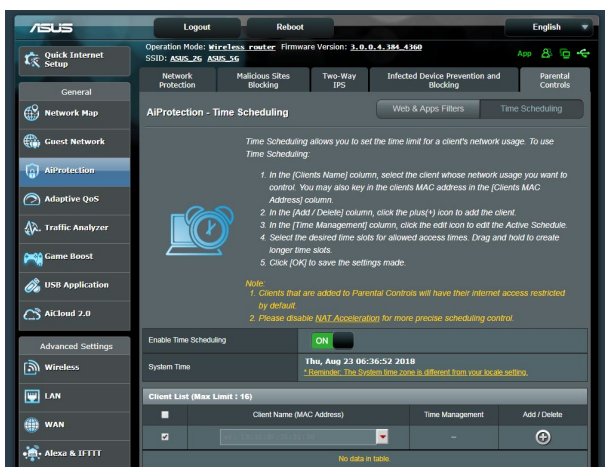 ASUS
Logout
Reboot
English
Quick Internet
Setup
General
Network Map
Guest Network
AiProtection
Adaptive QoS
Traffic Analyzer
Game Boost
USB Application
AiCloud 2.0
Advanced Settings
Wireless
LAN
WAN
Alexa & IFTTT
Operation Mode: Wireless router Firmware Version: 3.0.0.4.384_4360
SSID: ASUS_2G ASUS_5G
App
Network
Protection
Malicious Sites
Blocking
Two-Way
IPS
Infected Device Prevention and
Blocking
Parental
Controls
AiProtection - Time Scheduling
Web & Apps Filters
Time Scheduling
Time Scheduling allows you to set the time limit for a client's network usage. To use
Time Scheduling:
1. In the [Clients Name] column, select the client whose network usage you want to
control. You may also key in the clients MAC address in the [Clients MAC
Address] column.
2. In the [Add / Delete] column, click the plus(+) icon to add the client.
3. In the [Time Management] column, click the edit icon to edit the Active Schedule.
4. Select the desired time slots for allowed access times. Drag and hold to create
longer time slots.
5. Click [OK] to save the settings made.
Note:
1. Clients that are added to Parental Controls will have their internet access restricted
by default.
2. Please disable NAT Acceleration for more precise scheduling control.
Enable Time Scheduling
ON
System Time
Thu, Aug 23 06:36:52 2018
* Reminder: The System time zone is different from your locale setting.
Client List (Max Limit : 16)
Client Name (MAC Address)
Time Management
Add / Delete
-
No data in table.